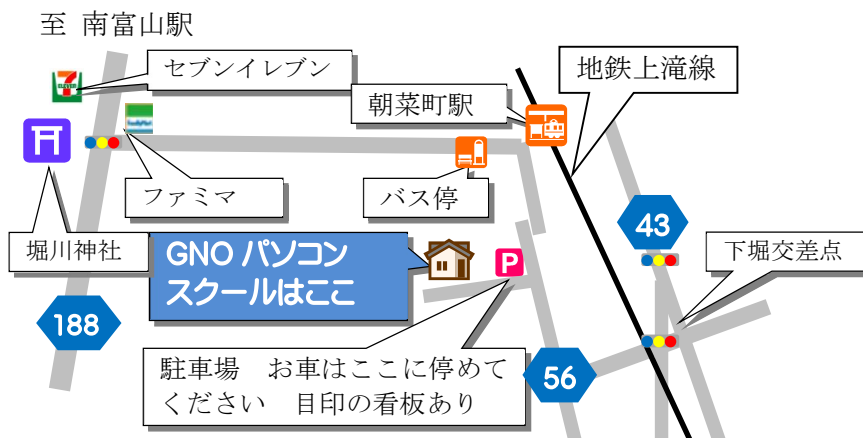 至 南富山駅
セブンイレブン
地鉄上滝線
朝菜町駅
7
ELEVEN
FamilyMart
ファミマ
バス停
堀川神社
GNO パソコン
スクールはここ
P
43
下堀交差点
188
駐車場 お車はここに停めて
ください 目印の看板あり
56